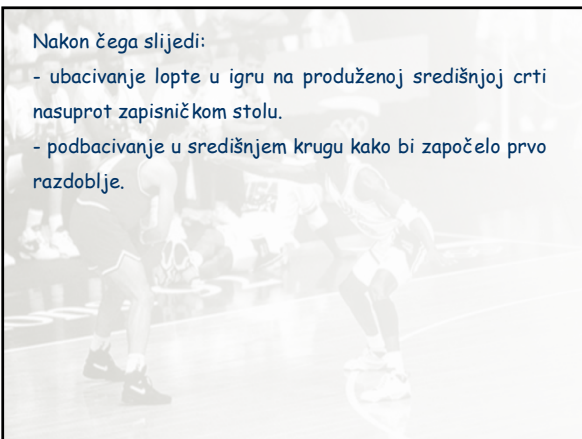 Nakon čega slijedi:
- ubacivanje lopte u igru na produženoj središnjoj crti
nasuprot zapisničkom stolu.
- podbacivanje u središnjem krugu kako bi započelo prvo
razdoblje.